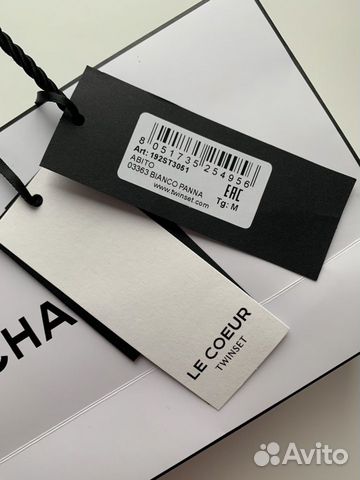 8 051735 254956
Art: 192ST3051
ABITO
03363 BIANCO PANNA
www.twinset.com
EAC
Tg: M
LE COEUR
TWINSET
CHA
Avito